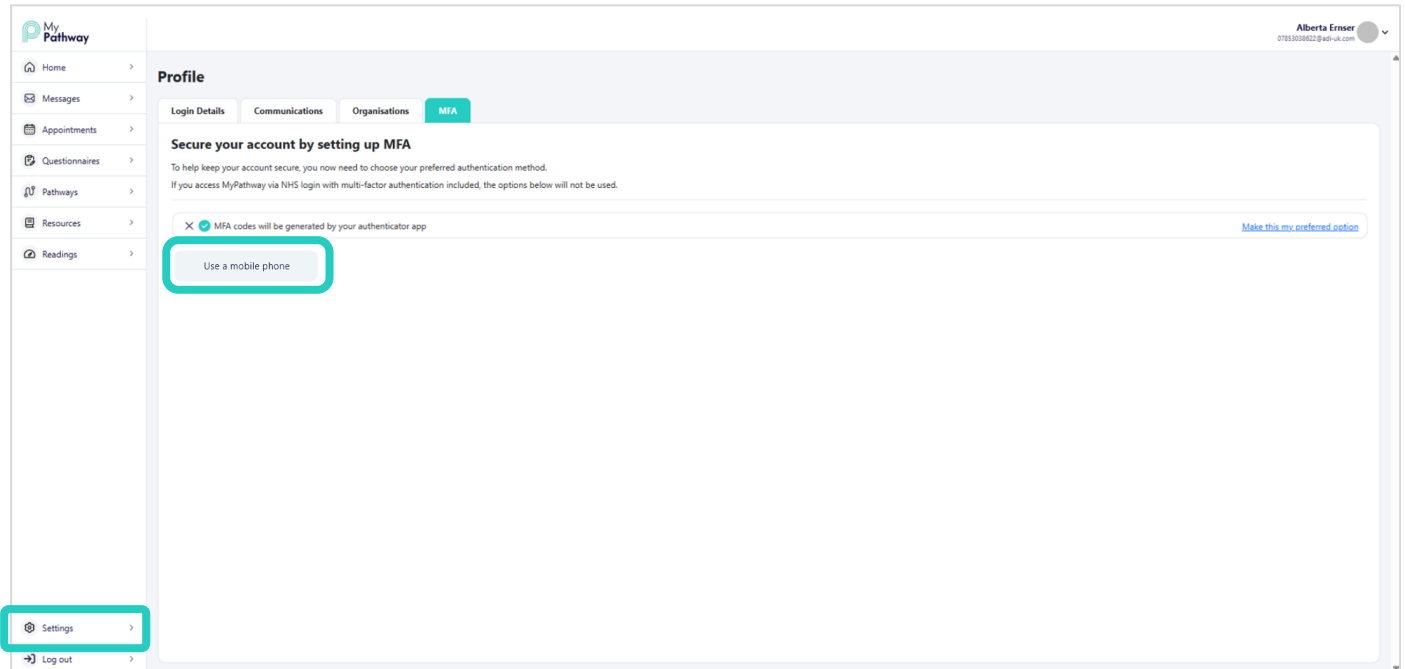 My
Pathway
Alberta Ernser
07853038622@adi-uk.com
Home
Messages
Appointments
Questionnaires
Pathways
Resources
Readings
Settings
Log out
Profile
Login Details
Communications
Organisations
MFA
Secure your account by setting up MFA
To help keep your account secure, you now need to choose your preferred authentication method.
If you access MyPathway via NHS login with multi-factor authentication included, the options below will not be used.
MFA codes will be generated by your authenticator app
Make this my preferred option
Use a mobile phone